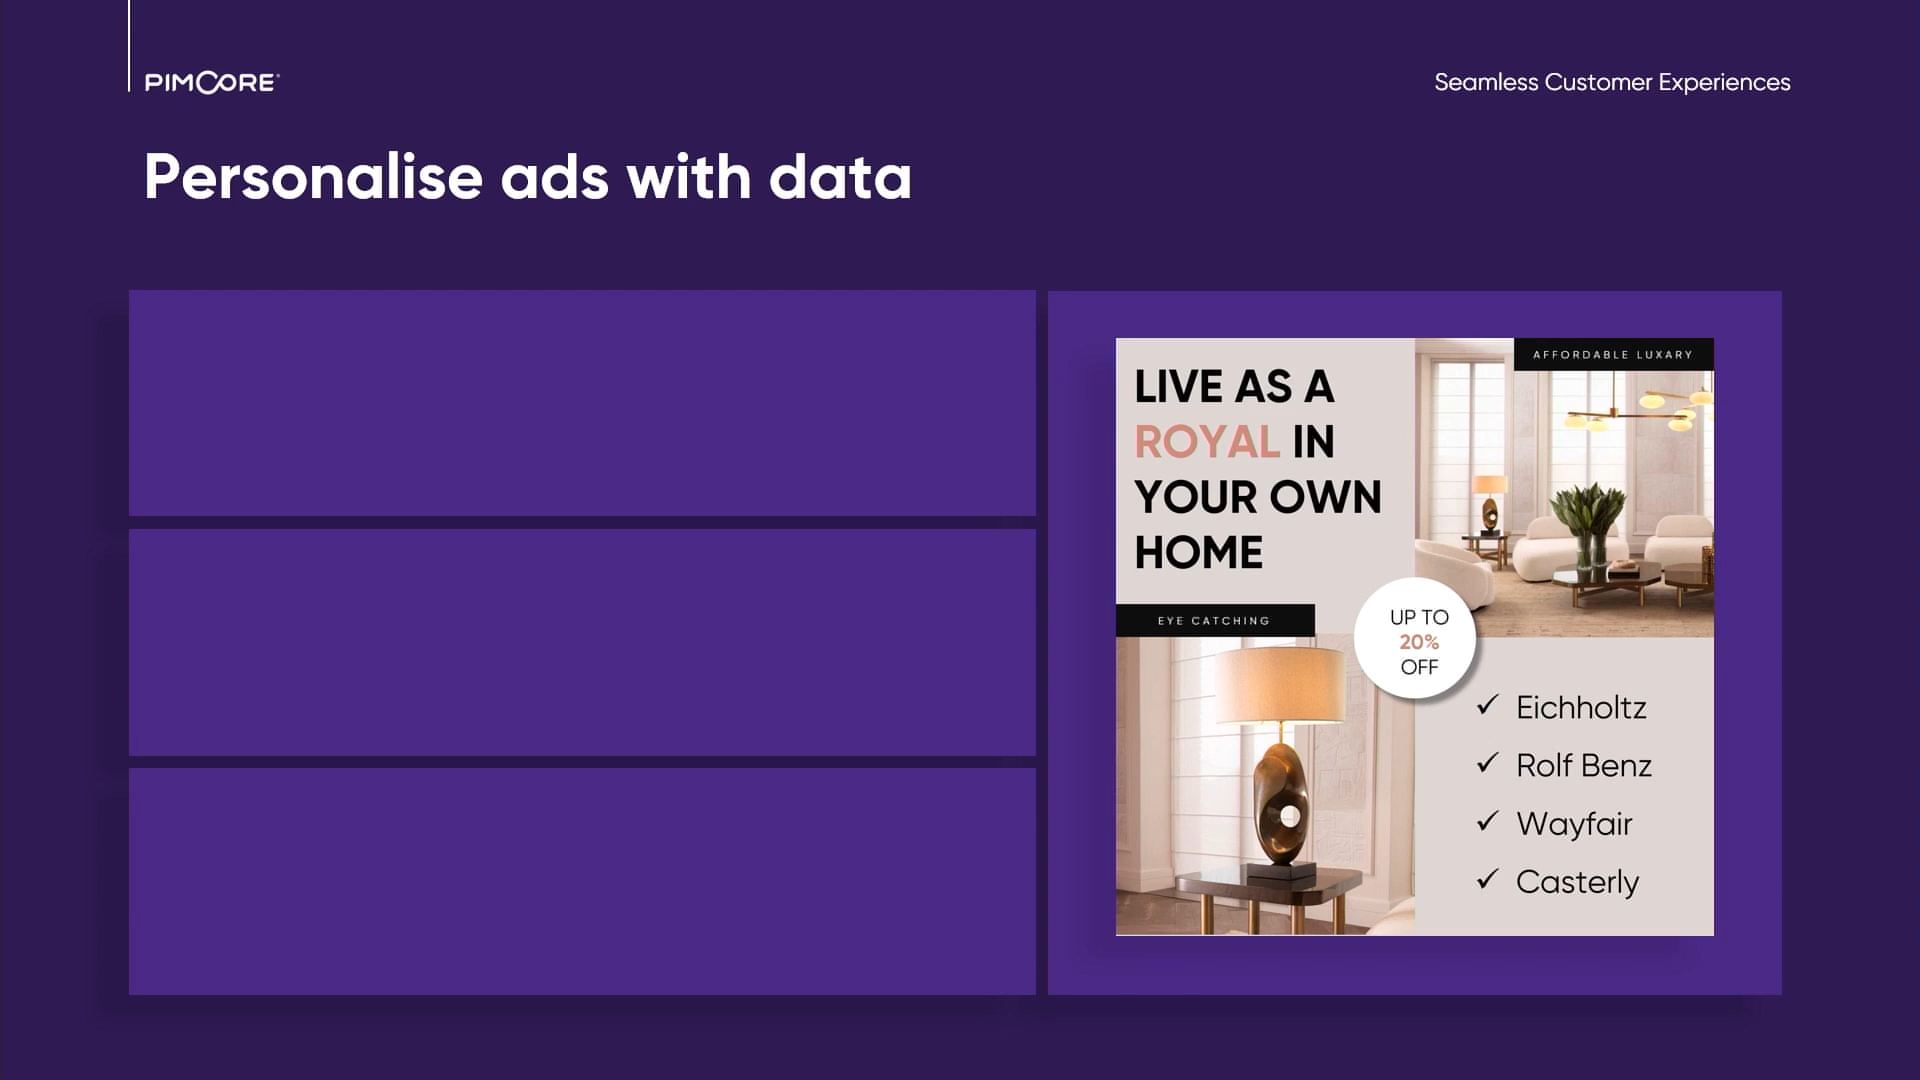 PIMCORE®
Seamless Customer Experiences
Personalise ads with data
AFFORDABLE LUXARY
LIVE AS A
ROYAL IN
YOUR OWN
HOME
EYE CATCHING
UP TO
20%
OFF
✓ Eichholtz
✓ Rolf Benz
✓ Wayfair
✓ Casterly